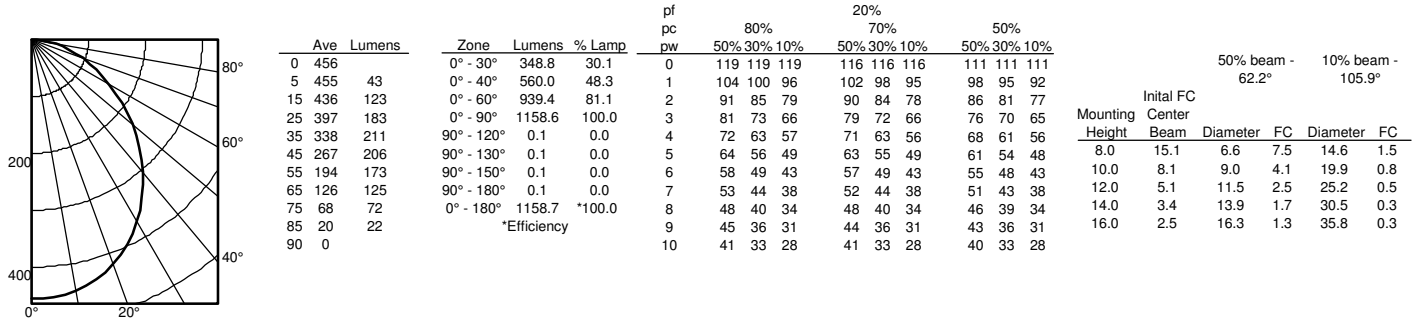 80°
60°
40°
200
400
0° 20°
Ave Lumens
0 456
5 455 43
15 436 123
25 397 183
35 338 211
45 267 206
55 194 173
65 126 125
75 68 72
85 20 22
90 0
Zone Lumens % Lamp
0° - 30° 348.8 30.1
0° - 40° 560.0 48.3
0° - 60° 939.4 81.1
0° - 90° 1158.6 100.0
90° - 120° 0.1 0.0
90° - 130° 0.1 0.0
90° - 150° 0.1 0.0
90° - 180° 0.1 0.0
0° - 180° 1158.7 *100.0
*Efficiency
pf 20%
pc 80% 70% 50%
pw 50% 30% 10% 50% 30% 10% 50% 30% 10%
0 119 119 119 116 116 116 111 111 111
1 104 100 96 102 98 95 98 95 92
2 91 85 79 90 84 78 86 81 77
3 81 73 66 79 72 66 76 70 65
4 72 63 57 71 63 56 68 61 56
5 64 56 49 63 55 49 61 54 48
6 58 49 43 57 49 43 55 48 43
7 53 44 38 52 44 38 51 43 38
8 48 40 34 48 40 34 46 39 34
9 45 36 31 44 36 31 43 36 31
10 41 33 28 41 33 28 40 33 28
50% beam - 10% beam -
62.2° 105.9°
Inital FC
Mounting Center
Height Beam Diameter FC Diameter FC
8.0 15.1 6.6 7.5 14.6 1.5
10.0 8.1 9.0 4.1 19.9 0.8
12.0 5.1 11.5 2.5 25.2 0.5
14.0 3.4 13.9 1.7 30.5 0.3
16.0 2.5 16.3 1.3 35.8 0.3